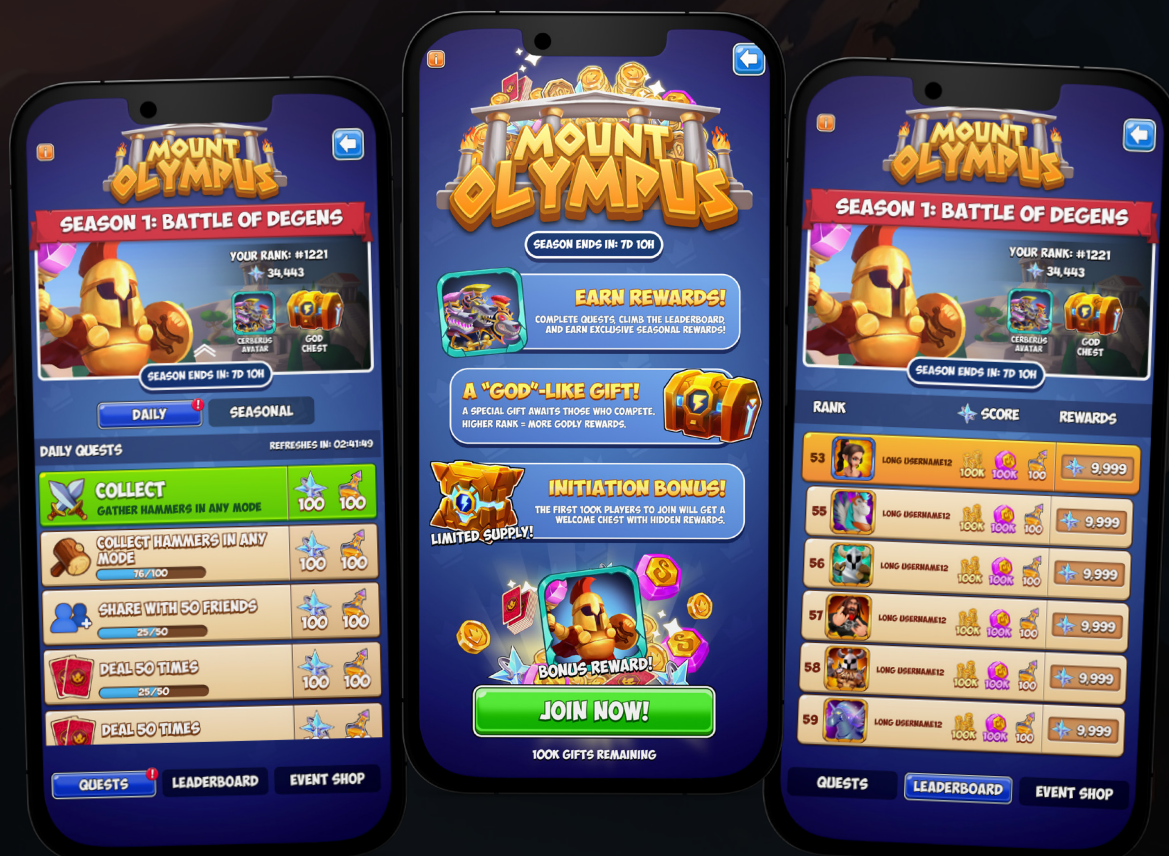 MOUNT
OLYMPUS
SEASON 1: BATTLE OF DEGENS
YOUR RANK: #1221
34,443
CERBERUS
AVATAR
GOD
CHEST
SEASON ENDS IN: 7D 10H
DAILY
!
SEASONAL
DAILY QUESTS
REFRESHES IN: 02:41:49
COLLECT
GATHER HAMMERS IN ANY MODE
100
100
COLLECT HAMMERS IN ANY
MODE
76/100
100
100
SHARE WITH 50 FRIENDS
25/50
100
100
DEAL 50 TIMES
25/50
100
100
DEAL 50 TIMES
QUESTS
!
LEADERBOARD
EVENT SHOP
i
MOUNT
OLYMPUS
SEASON ENDS IN: 7D 10H
EARN REWARDS!
COMPLETE QUESTS, CLIMB THE LEADERBOARD,
AND EARN EXCLUSIVE SEASONAL REWARDS!
A "GOD"-LIKE GIFT!
A SPECIAL GIFT AWAITS THOSE WHO COMPETE.
HIGHER RANK = MORE GODLY REWARDS.
INITIATION BONUS!
THE FIRST 100K PLAYERS TO JOIN WILL GET A
WELCOME CHEST WITH HIDDEN REWARDS.
LIMITED SUPPLY!
BONUS REWARD!
JOIN NOW!
100K GIFTS REMAINING
MOUNT
OLYMPUS
SEASON 1: BATTLE OF DEGENS
YOUR RANK: #1221
34,443
CERBERUS
AVATAR
GOD
CHEST
SEASON ENDS IN: 7D 10H
RANK
SCORE
REWARDS
53 LONG USERNAME12 100K 100K 100 9,999
55 LONG USERNAME12 100K 100K 100 9,999
56 LONG USERNAME12 100K 100K 100 9,999
57 LONG USERNAME12 100K 100K 100 9,999
58 LONG USERNAME12 100K 100K 100 9,999
59 LONG USERNAME12 100K 100K 100 9,999
QUESTS
LEADERBOARD
EVENT SHOP